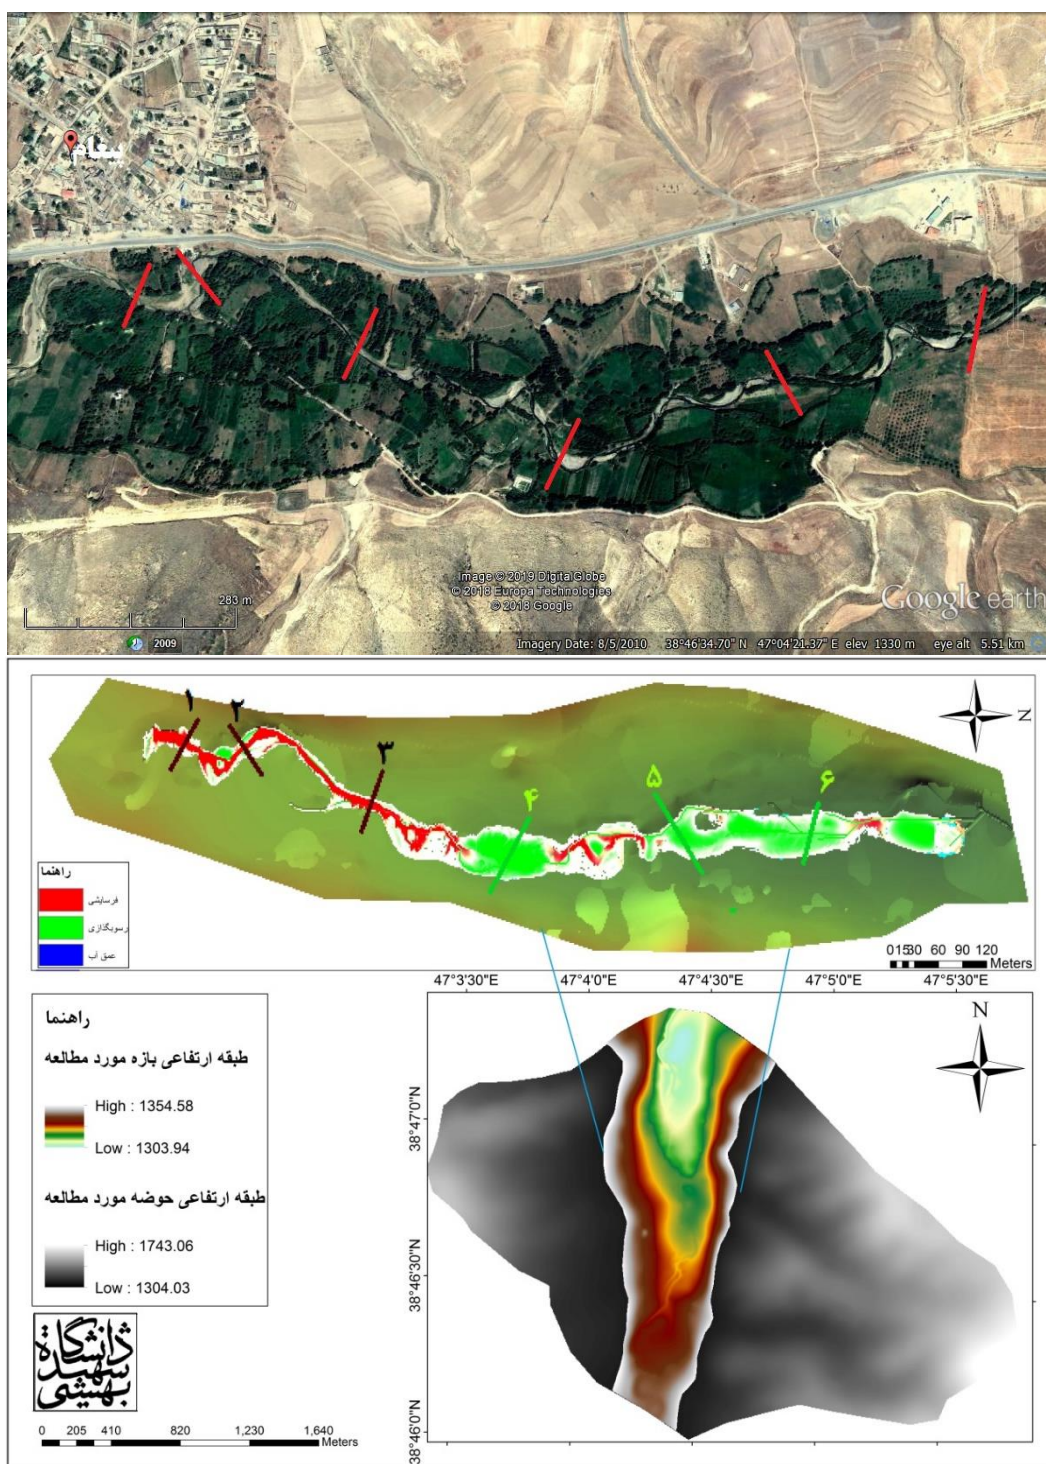 پیغام
283 m
Image © 2019 Digital Globe
© 2018 Europa Technologies
© 2018 Google
Google earth
2009
Imagery Date: 8/5/2010 38°46'34.70" N 47°04'21.37" E elev 1330 m eye alt 5.51 km
۱
۲
۳
۴
۵
۶
N
راهنما
فرسایشی
رسوبگذاری
عمق آب
0 15 30 60 90 120
Meters
47°3'30"E 47°4'0"E 47°4'30"E 47°5'0"E 47°5'30"E
N
38°47'0"N
38°46'30"N
38°46'0"N
راهنما
طبقه ارتفاعی بازه مورد مطالعه
High : 1354.58
Low : 1303.94
طبقه ارتفاعی حوضه مورد مطالعه
High : 1743.06
Low : 1304.03
دانشگاه
شهید
بهشتی
0 205 410 820 1,230 1,640
Meters